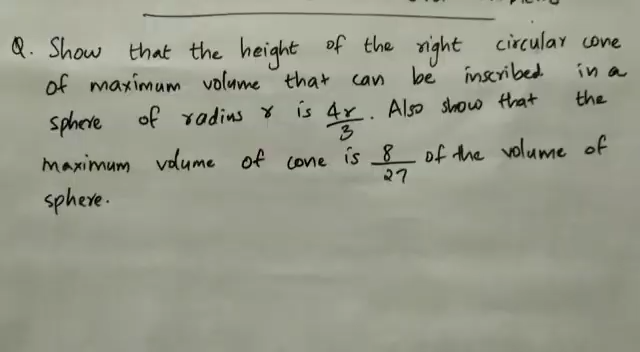 Q. Show that the height of the right circular cone
of maximum volume that can be inscribed in a
sphere of radius r is 4r/3. Also show that the
maximum volume of cone is 8/27 of the volume of
sphere.